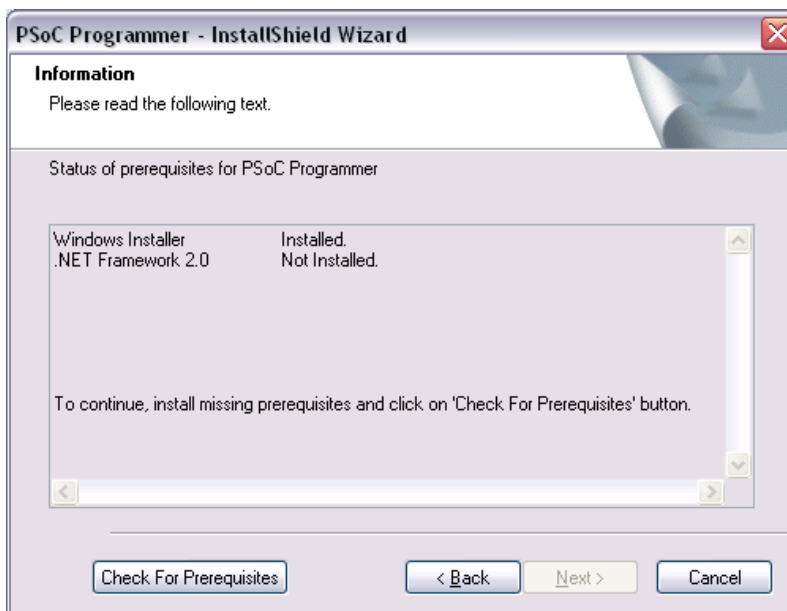 PSoC Programmer - InstallShield Wizard
Information
Please read the following text.
Status of prerequisites for PSoC Programmer
Windows Installer Installed.
.NET Framework 2.0 Not Installed.
To continue, install missing prerequisites and click on 'Check For Prerequisites' button.
Check For Prerequisites < Back Next > Cancel